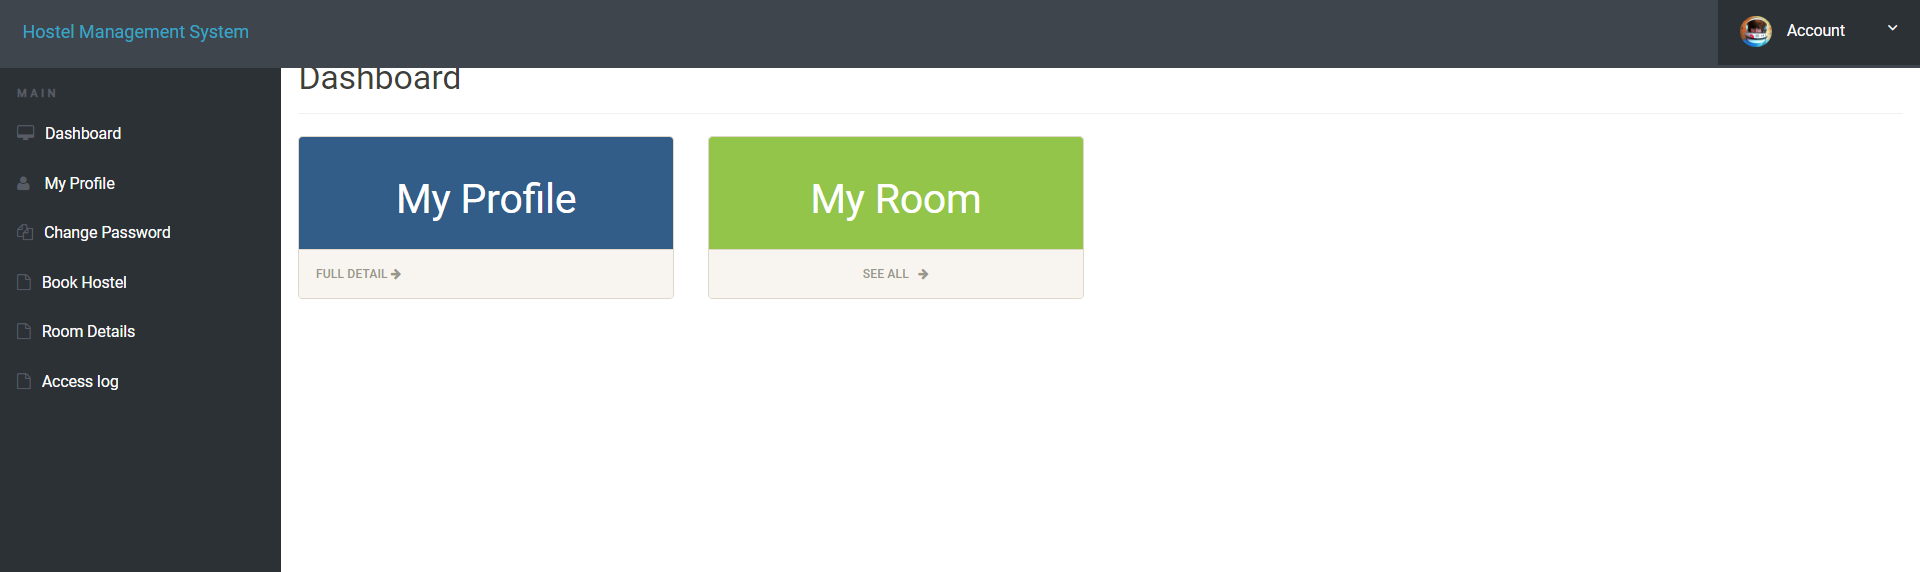 Hostel Management System
Account
MAIN
Dashboard
My Profile
Change Password
Book Hostel
Room Details
Access log
Dashboard
My Profile
FULL DETAIL
My Room
SEE ALL